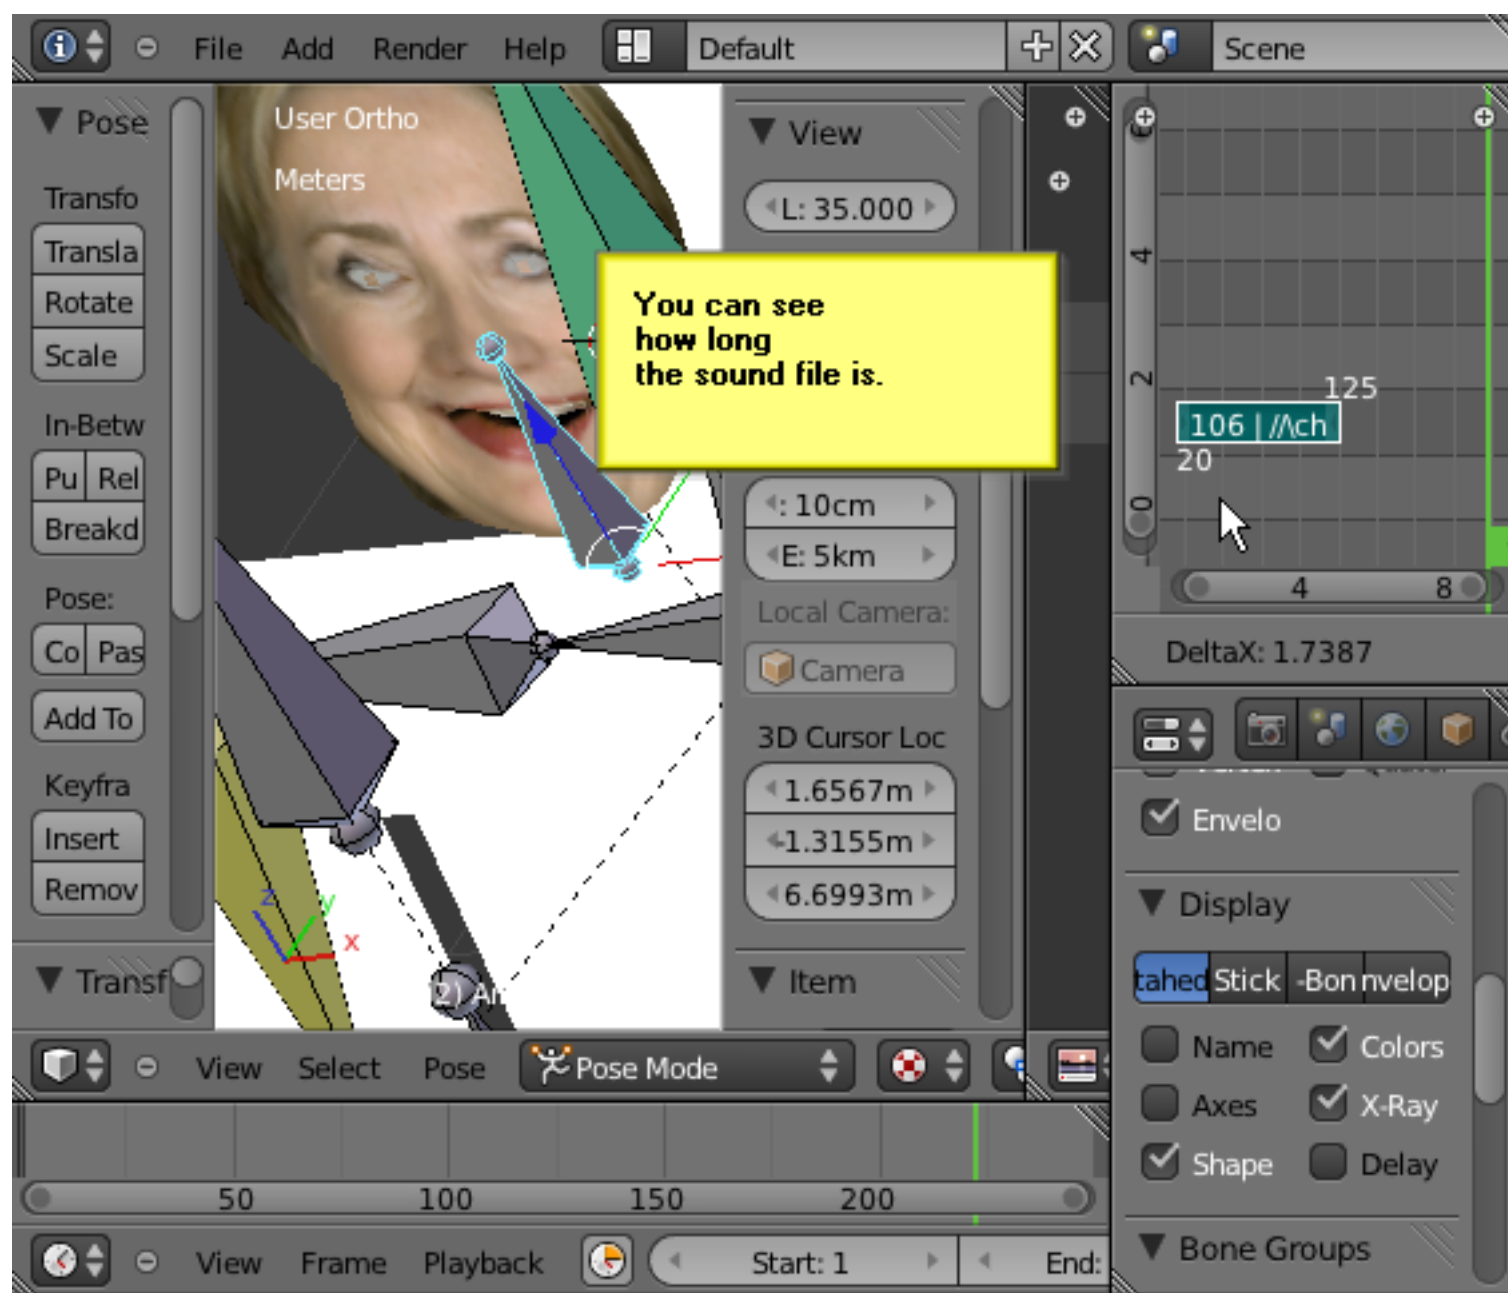 File Add Render Help Default Scene
Pose
Transfo
Transla
Rotate
Scale
In-Betw
Pu Rel
Breakd
Pose:
Co Pas
Add To
Keyfra
Insert
Remov
Transf
User Ortho
Meters
z y x
You can see
how long
the sound file is.
View
L: 35.000
: 10cm
E: 5km
Local Camera:
Camera
3D Cursor Loc
1.6567m
-1.3155m
6.6993m
Item
4
2
0
125
106 | //\ch
20
4 8
DeltaX: 1.7387
Envelo
Display
tahed Stick -Bon nvelop
Name Colors
Axes X-Ray
Shape Delay
Bone Groups
View Select Pose Pose Mode
50 100 150 200
View Frame Playback Start: 1 End: